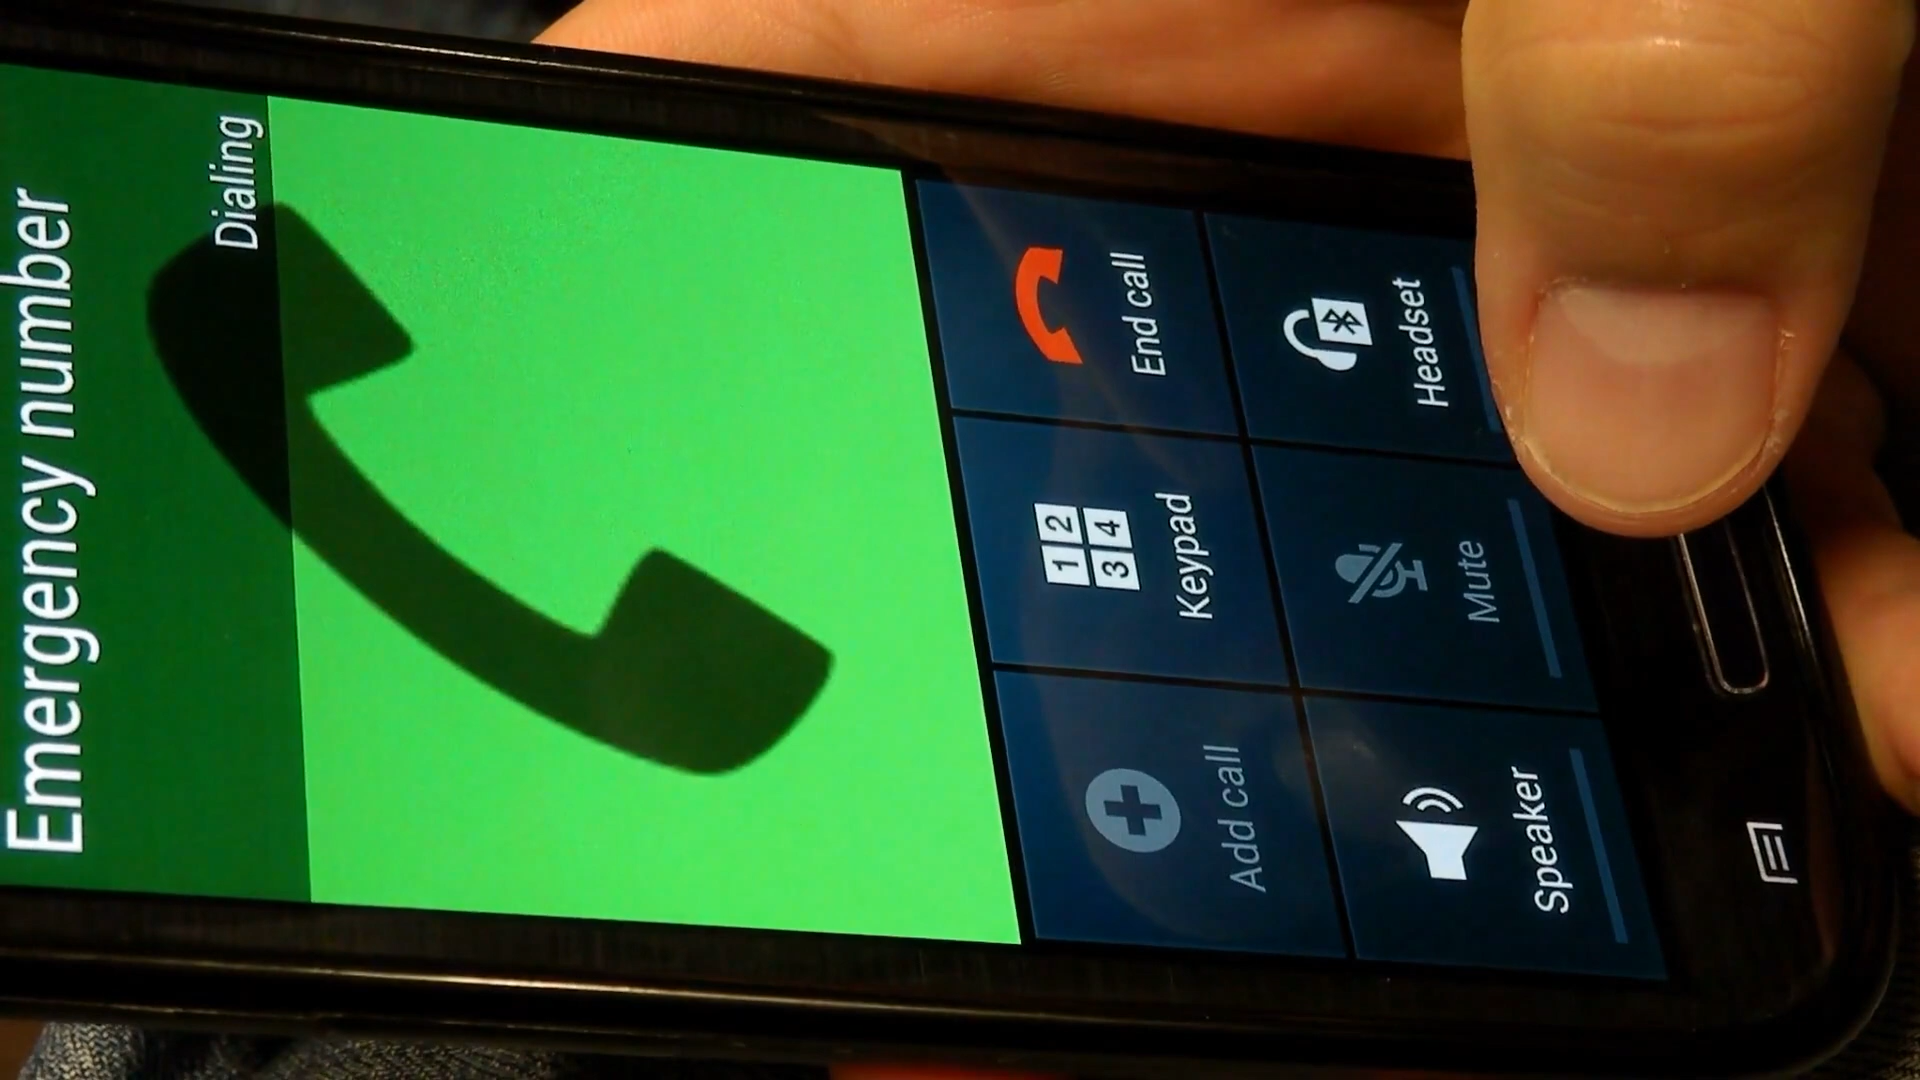 Emergency number
Dialing
Add call
1 2
3 4
Keypad
End call
Speaker
Mute
Headset